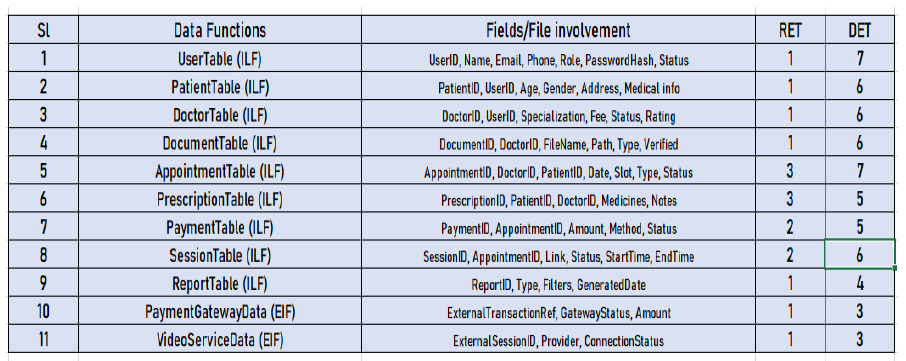 SL Data Functions Fields/File involvement RET DET
1 UserTable (ILF) UserID, Name, Email, Phone, Role, PasswordHash, Status 1 7
2 PatientTable (ILF) PatientID, UserID, Age, Gender, Address, Medical info 1 6
3 DoctorTable (ILF) DoctorID, UserID, Specialization, Fee, Status, Rating 1 6
4 DocumentTable (ILF) DocumentID, DoctorID, FileName, Path, Type, Verified 1 6
5 AppointmentTable (ILF) AppointmentID, DoctorID, PatientID, Date, Slot, Type, Status 3 7
6 PrescriptionTable (ILF) PrescriptionID, PatientID, DoctorID, Medicines, Notes 3 5
7 PaymentTable (ILF) PaymentID, AppointmentID, Amount, Method, Status 2 5
8 SessionTable (ILF) SessionID, AppointmentID, Link, Status, StartTime, EndTime 2 6
9 ReportTable (ILF) ReportID, Type, Filters, GeneratedDate 1 4
10 PaymentGatewayData (EIF) ExternalTransactionRef, GatewayStatus, Amount 1 3
11 VideoServiceData (EIF) ExternalSessionID, Provider, ConnectionStatus 1 3